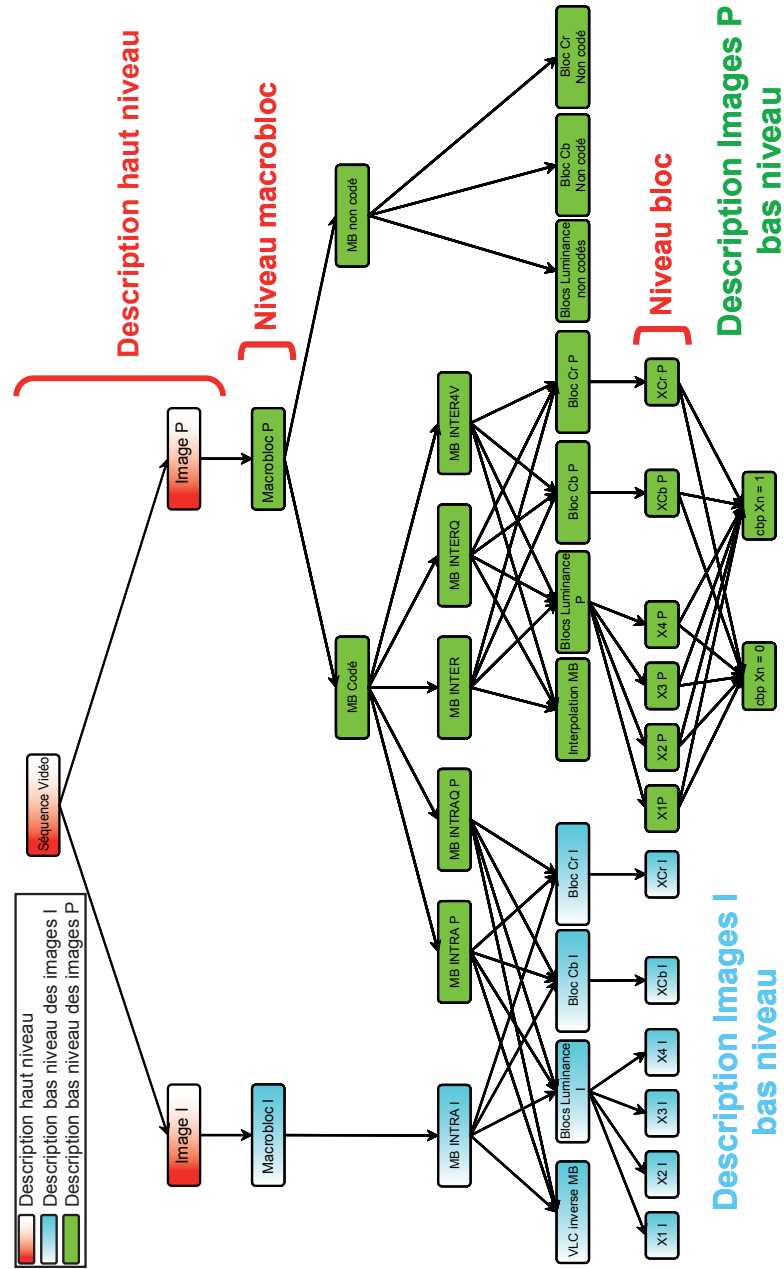 Description haut niveau
Description bas niveau des images I
Description bas niveau des images P
Séquence Vidéo
Description haut niveau
Image I
Image P
Macrobloc I
Macrobloc P
Niveau macrobloc
MB Codé
MB non codé
MB INTRA I
MB INTRA P
MB INTRAQ P
MB INTER
MB INTERQ
MB INTER4V
VLC inverse MB
Blocs Luminance
I
Bloc Cb I
Bloc Cr I
Interpolation MB
Blocs Luminance
P
Bloc Cb P
Bloc Cr P
Blocs Luminance
non codés
Bloc Cb
Non codé
Bloc Cr
Non codé
X1 I
X2 I
X3 I
X4 I
XCb I
XCr I
X1P
X2 P
X3 P
X4 P
XCb P
XCr P
Niveau bloc
cbp Xn = 0
cbp Xn = 1
Description Images I
bas niveau
Description Images P
bas niveau